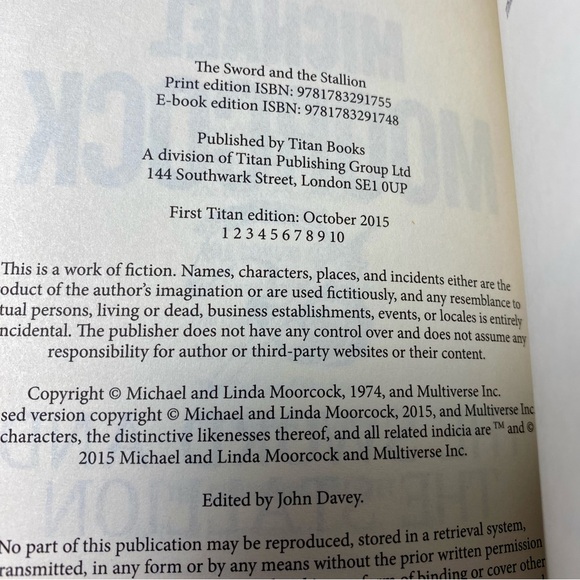 The Sword and the Stallion
Print edition ISBN: 9781783291755
E-book edition ISBN: 9781783291748
Published by Titan Books
A division of Titan Publishing Group Ltd
144 Southwark Street, London SE1 0UP
First Titan edition: October 2015
1 2 3 4 5 6 7 8 9 10
This is a work of fiction. Names, characters, places, and incidents either are the
oduct of the author's imagination or are used fictitiously, and any resemblance to
tual persons, living or dead, business establishments, events, or locales is entirely
ncidental. The publisher does not have any control over and does not assume any
responsibility for author or third-party websites or their content.
Copyright © Michael and Linda Moorcock, 1974, and Multiverse Inc.
sed version copyright © Michael and Linda Moorcock, 2015, and Multiverse Inc
characters, the distinctive likenesses thereof, and all related indicia are ™ and ©
2015 Michael and Linda Moorcock and Multiverse Inc.
Edited by John Davey.
No part of this publication may be reproduced, stored in a retrieval system,
ransmitted, in any form or by any means without the prior written permission
form of binding or cover other